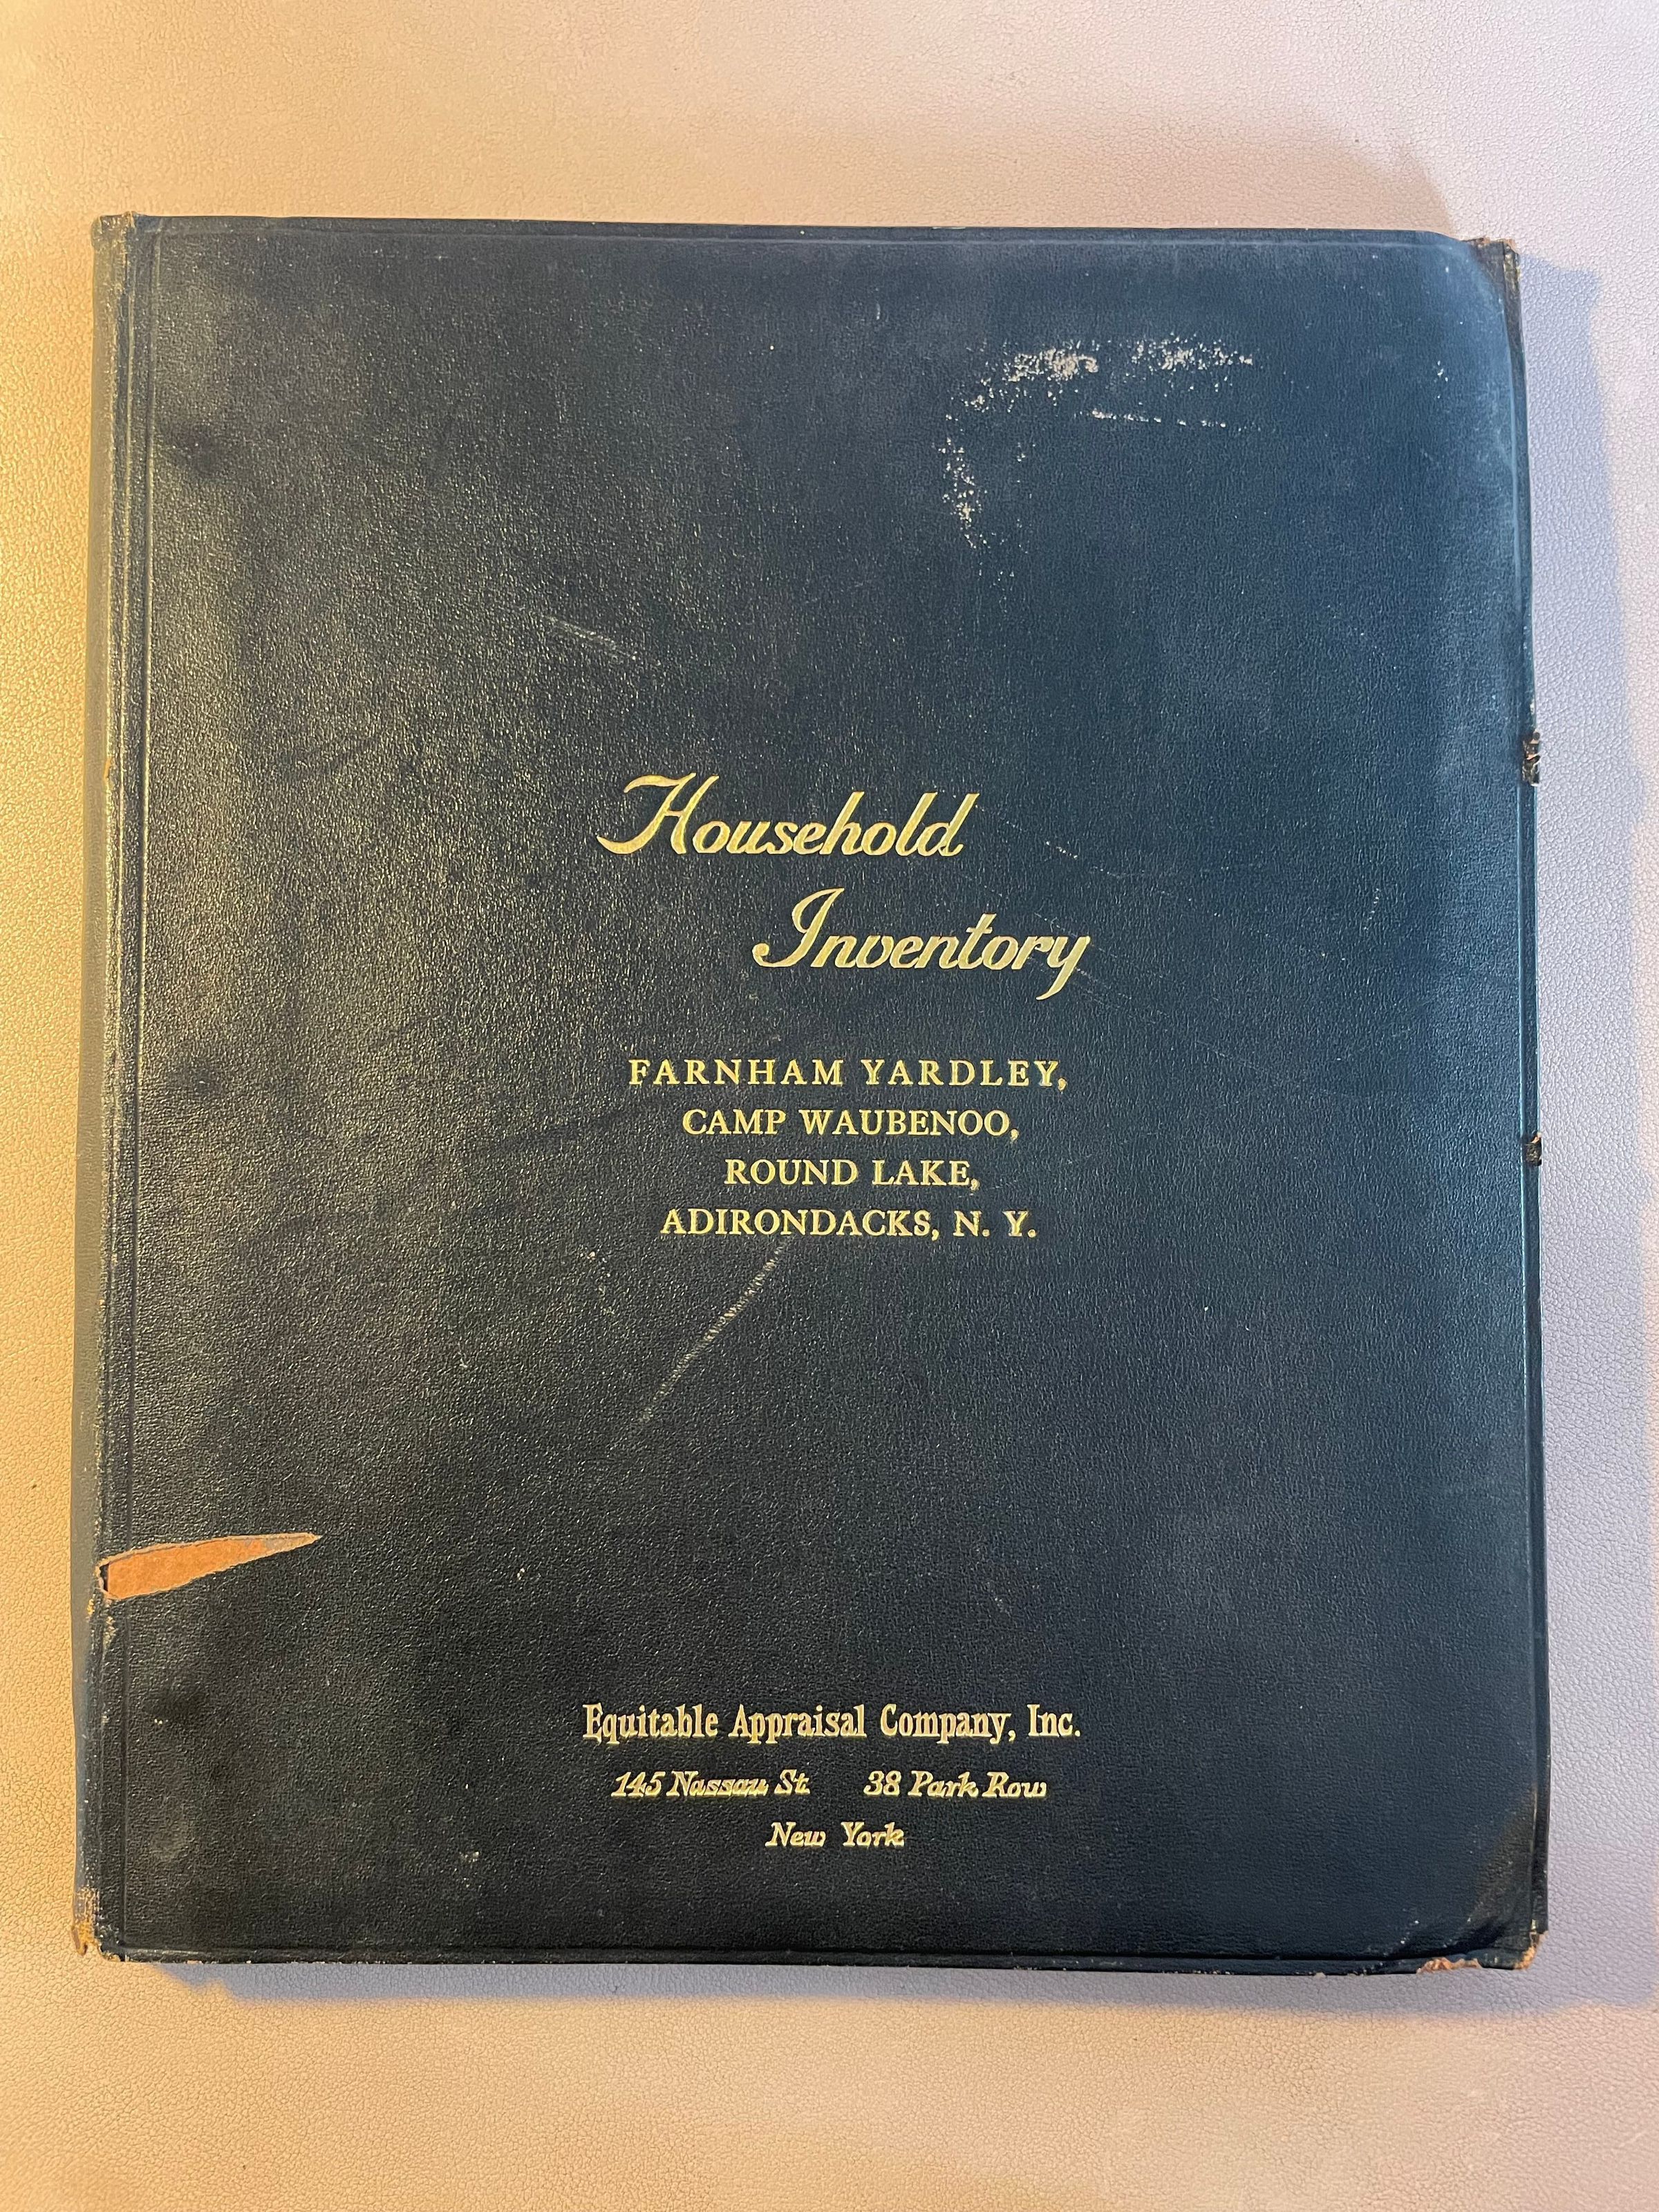 Household
Inventory
FARNHAM YARDLEY,
CAMP WAUBENOO,
ROUND LAKE,
ADIRONDACKS, N. Y.
Equitable Appraisal Company, Inc.
145 Nassau St. 38 Park Row
New York